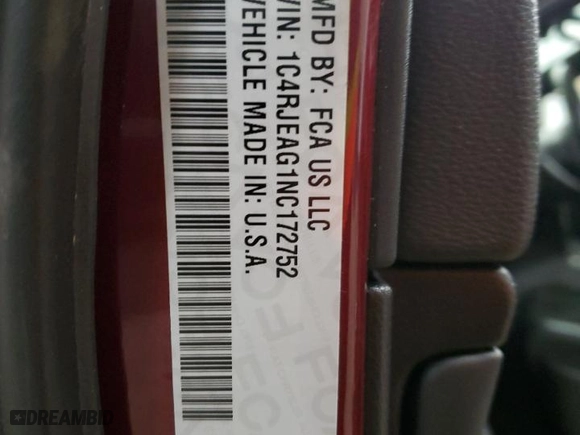 MFD BY: FCA US LLC
VIN: 1C4RJEAG1NC172752
VEHICLE MADE IN: U.S.A.
DREAMBID